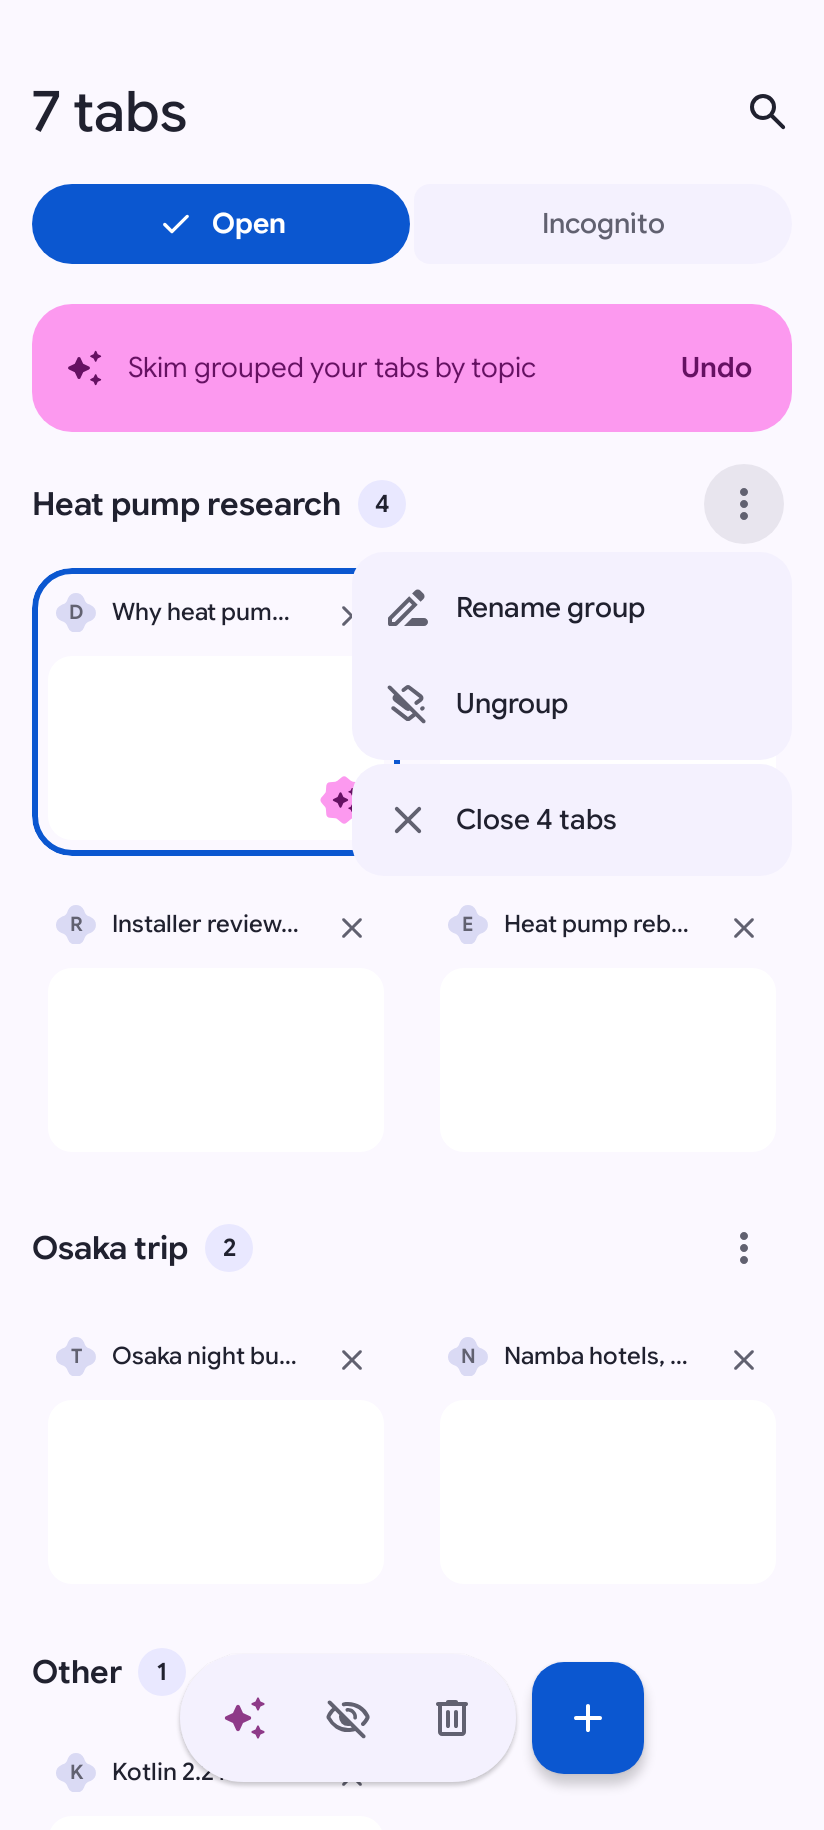 7 tabs
Open
Incognito
Skim grouped your tabs by topic
Undo
Heat pump research
4
D
Why heat pum...
Rename group
Ungroup
Close 4 tabs
R
Installer review...
E
Heat pump reb...
Osaka trip
2
T
Osaka night bu...
N
Namba hotels, ...
Other
1
K
Kotlin 2.2